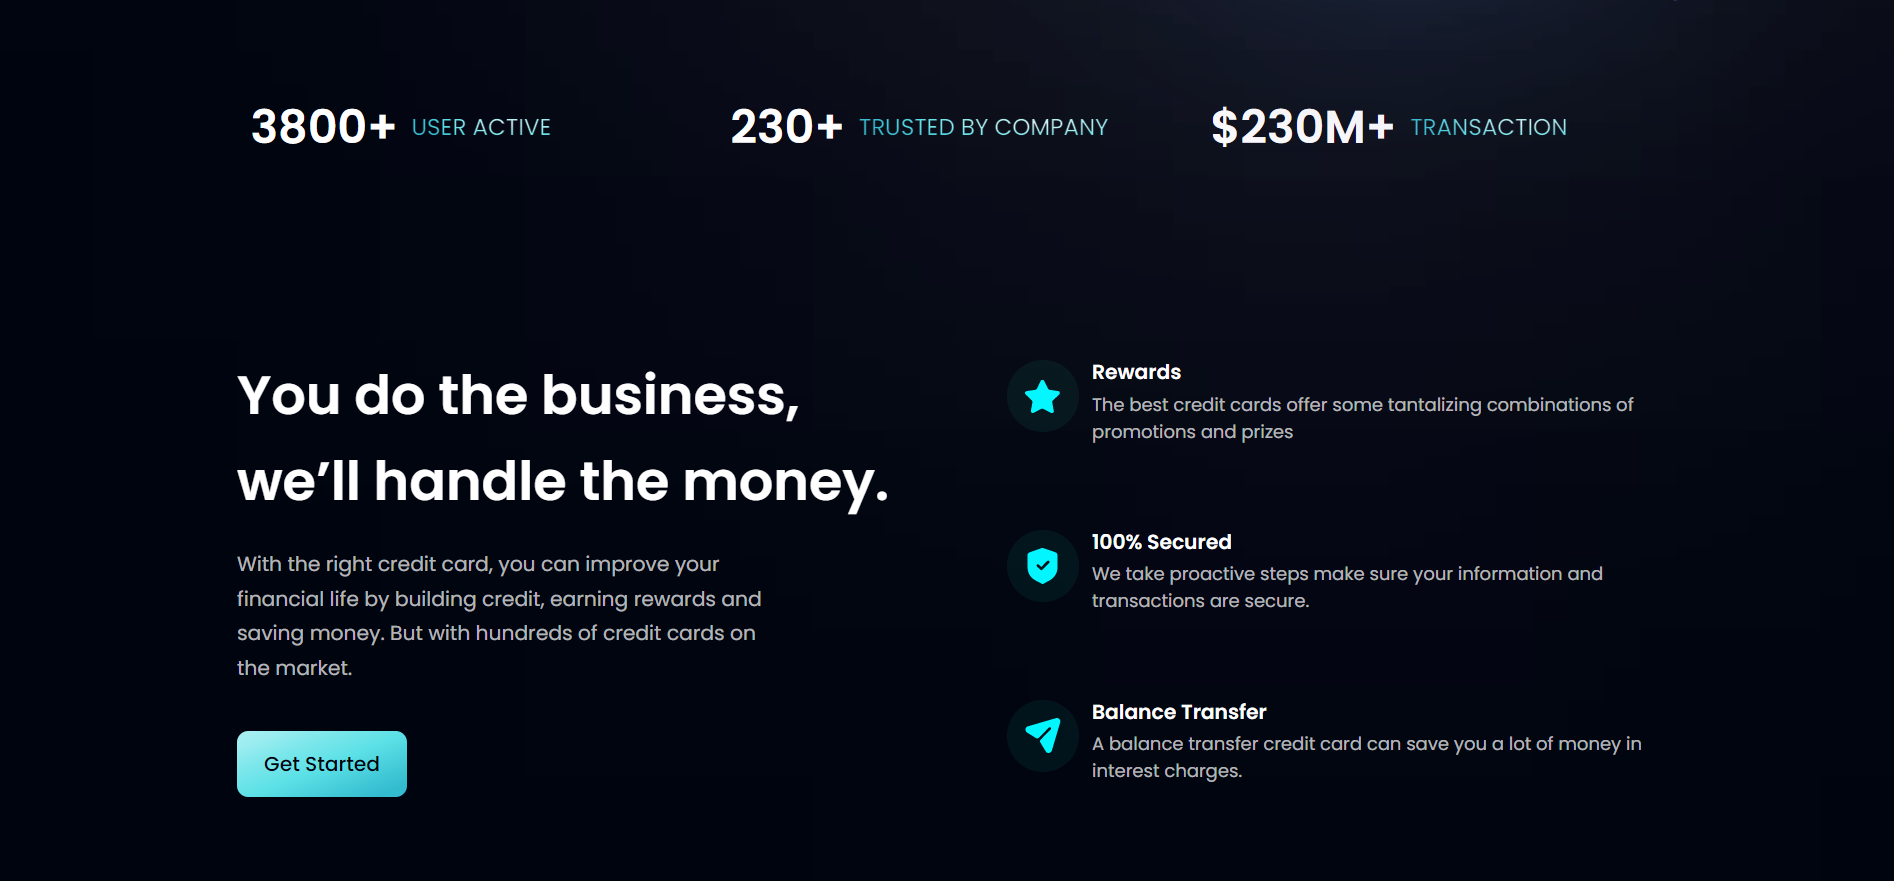 3800+ USER ACTIVE
230+ TRUSTED BY COMPANY
$230M+ TRANSACTION
You do the business,
we’ll handle the money.
With the right credit card, you can improve your
financial life by building credit, earning rewards and
saving money. But with hundreds of credit cards on
the market.
Get Started
Rewards
The best credit cards offer some tantalizing combinations of
promotions and prizes
100% Secured
We take proactive steps make sure your information and
transactions are secure.
Balance Transfer
A balance transfer credit card can save you a lot of money in
interest charges.